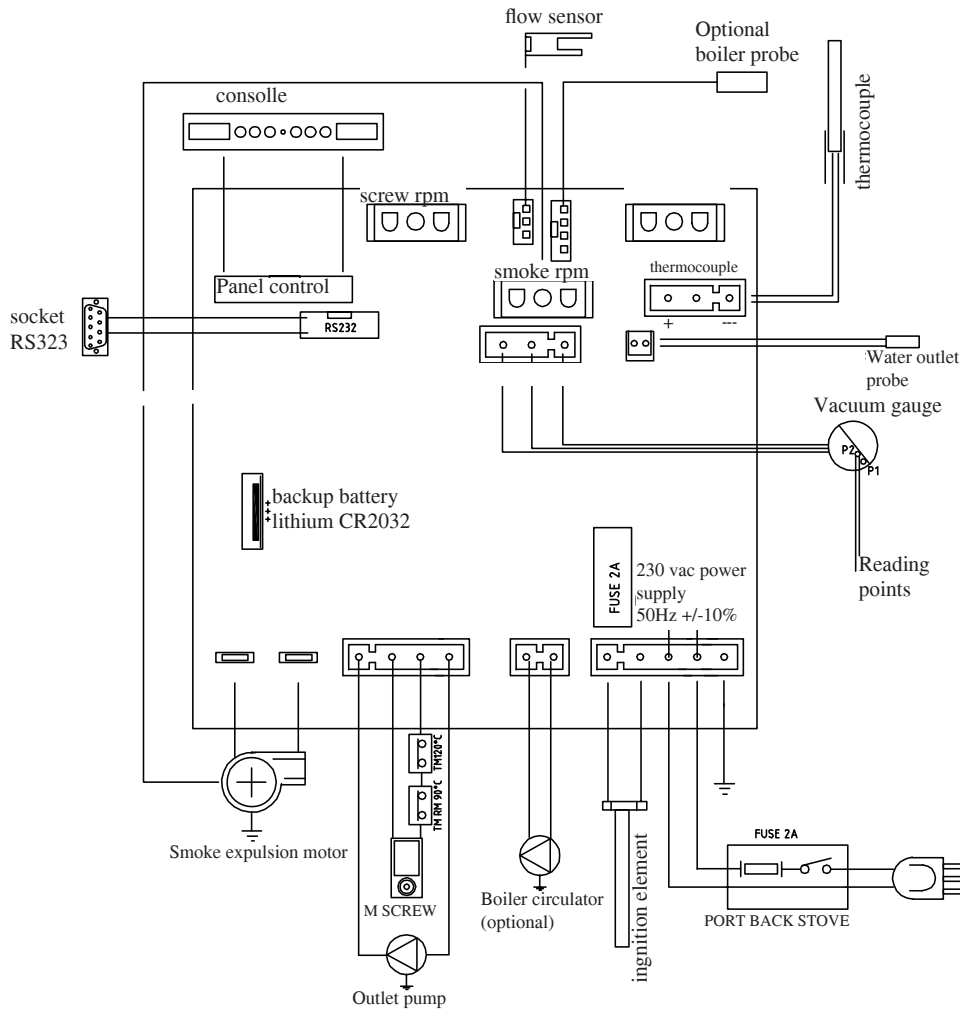 flow sensor
Optional
boiler probe
consolle
thermocouple
screw rpm
smoke rpm
thermocouple
+ ---
Panel control
socket
RS323
RS232
Water outlet
probe
Vacuum gauge
P2
P1
backup battery
lithium CR2032
+
+
+
Reading
points
FUSE 2A
230 vac power
supply
50Hz +/-10%
TM120°C
TM RM 90°C
Smoke expulsion motor
M SCREW
Outlet pump
Boiler circulator
(optional)
ingnition element
FUSE 2A
PORT BACK STOVE